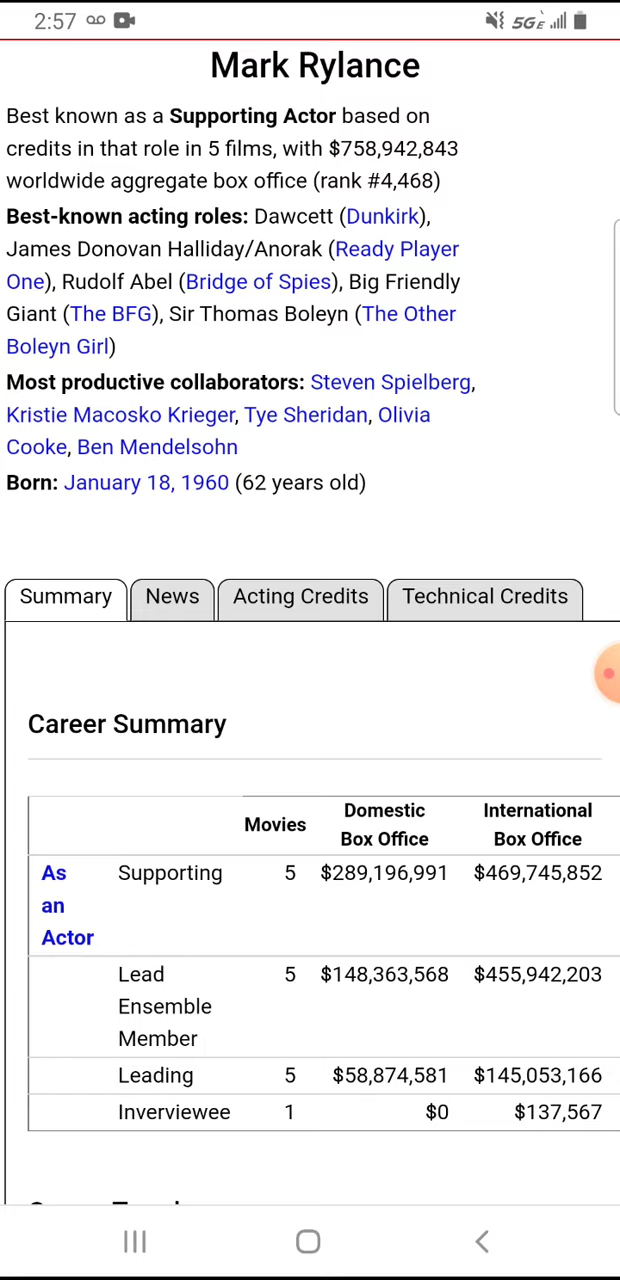 2:57
5GE
Mark Rylance
Best known as a Supporting Actor based on
credits in that role in 5 films, with $758,942,843
worldwide aggregate box office (rank #4,468)
Best-known acting roles: Dawcett (Dunkirk),
James Donovan Halliday/Anorak (Ready Player
One), Rudolf Abel (Bridge of Spies), Big Friendly
Giant (The BFG), Sir Thomas Boleyn (The Other
Boleyn Girl)
Most productive collaborators: Steven Spielberg,
Kristie Macosko Krieger, Tye Sheridan, Olivia
Cooke, Ben Mendelsohn
Born: January 18, 1960 (62 years old)
Summary News Acting Credits Technical Credits
Career Summary
Movies Domestic Box Office International Box Office
As an Actor Supporting 5 $289,196,991 $469,745,852
Lead Ensemble Member 5 $148,363,568 $455,942,203
Leading 5 $58,874,581 $145,053,166
Inverviewee 1 $0 $137,567